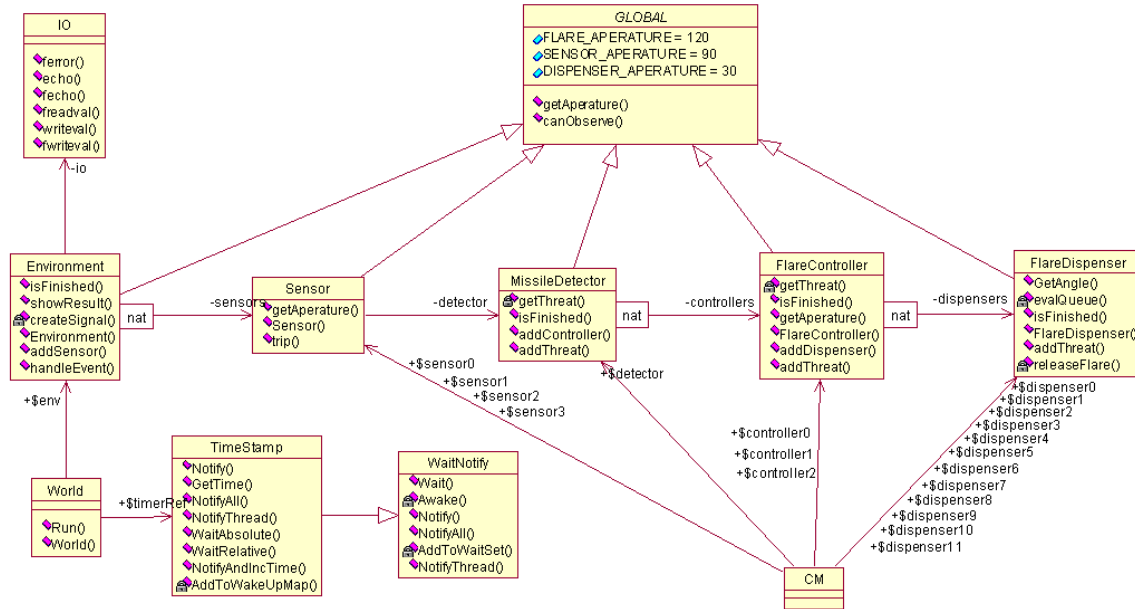 IO
ferror()
echo()
fecho()
freadval()
writeval()
fwriteval()
-io
GLOBAL
FLARE_APERATURE = 120
SENSOR_APERATURE = 90
DISPENSER_APERATURE = 30
getAperature()
canObserve()
Environment
isFinished()
showResult()
createSignal()
Environment()
addSensor()
handleEvent()
nat
-sensors
Sensor
getAperature()
Sensor()
trip()
-detector
MissileDetector
getThreat()
isFinished()
addController()
addThreat()
nat
-controllers
FlareController
getThreat()
isFinished()
getAperature()
FlareController()
addDispenser()
addThreat()
nat
-dispensers
FlareDispenser
GetAngle()
evalQueue()
isFinished()
FlareDispenser()
addThreat()
releaseFlare()
+$env
+$sensor0
+$sensor1
+$sensor2
+$sensor3
+$detector
+$controller0
+$controller1
+$controller2
+$dispenser0
+$dispenser1
+$dispenser2
+$dispenser3
+$dispenser4
+$dispenser5
+$dispenser6
+$dispenser7
+$dispenser8
+$dispenser9
+$dispenser10
+$dispenser11
World
Run()
World()
+$timerRef
TimeStamp
Notify()
GetTime()
NotifyAll()
NotifyThread()
WaitAbsolute()
WaitRelative()
NotifyAndIncTime()
AddToWakeUpMap()
WaitNotify
Wait()
Awake()
Notify()
NotifyAll()
AddToWaitSet()
NotifyThread()
CM